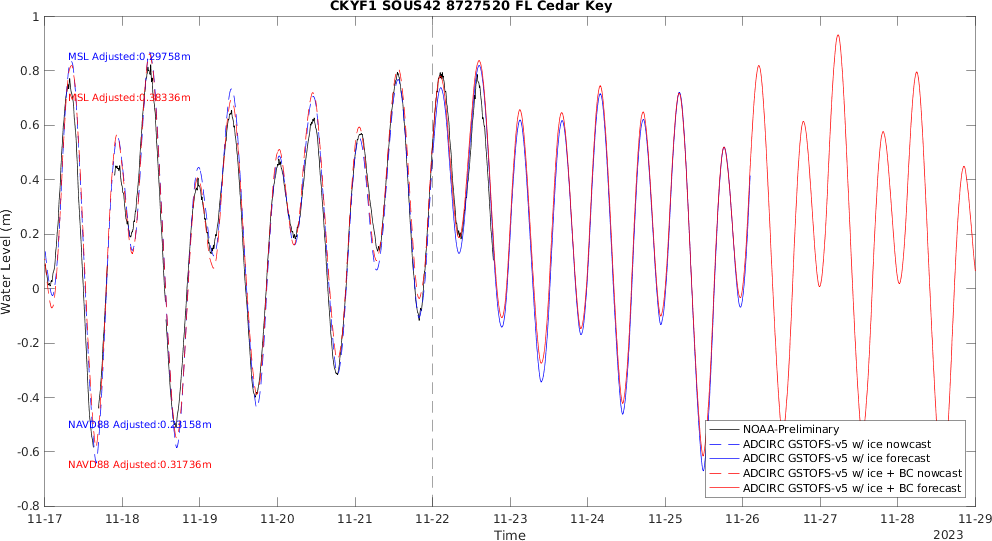 CKYF1 SOUS42 8727520 FL Cedar Key
1
0.8
0.6
0.4
0.2
0
-0.2
-0.4
-0.6
-0.8
Water Level (m)
MSL Adjusted:0.29758m
MSL Adjusted:0.38336m
NAVD88 Adjusted:0.23158m
NAVD88 Adjusted:0.31736m
NOAA-Preliminary
ADCIRC GSTOFS-v5 w/ ice nowcast
ADCIRC GSTOFS-v5 w/ ice forecast
ADCIRC GSTOFS-v5 w/ ice + BC nowcast
ADCIRC GSTOFS-v5 w/ ice + BC forecast
11-17 11-18 11-19 11-20 11-21 11-22 11-23 11-24 11-25 11-26 11-27 11-28 11-29
Time
2023